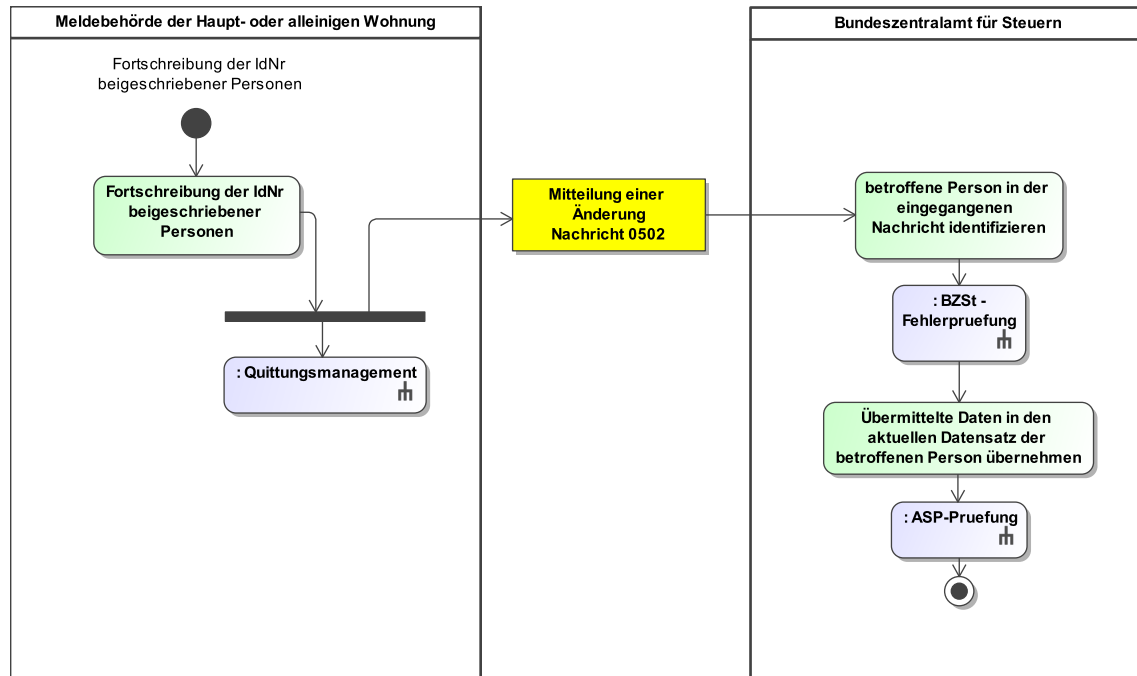 Meldebehörde der Haupt- oder alleinigen Wohnung
Bundeszentralamt für Steuern
Fortschreibung der IdNr
beigeschriebener Personen
Fortschreibung der IdNr
beigeschriebener
Personen
: Quittungsmanagement
Mitteilung einer
Änderung
Nachricht 0502
betroffene Person in der
eingegangenen
Nachricht identifizieren
: BZSt -
Fehlerpruefung
Übermittelte Daten in den
aktuellen Datensatz der
betroffenen Person übernehmen
: ASP-Pruefung